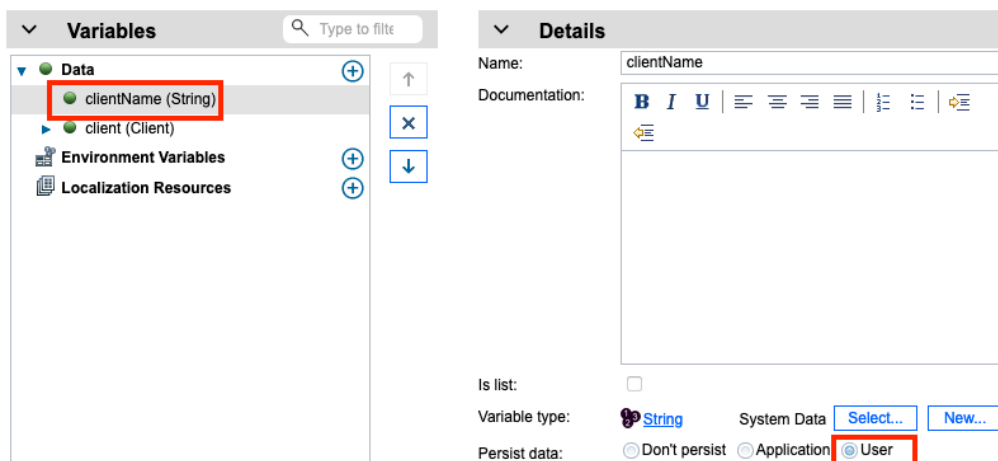 Variables
Type to filte
Data
clientName (String)
client (Client)
Environment Variables
Localization Resources
Details
Name:
clientName
Documentation:
B I U
Is list:
Variable type:
String
System Data
Select...
New...
Persist data:
Don't persist
Application
User